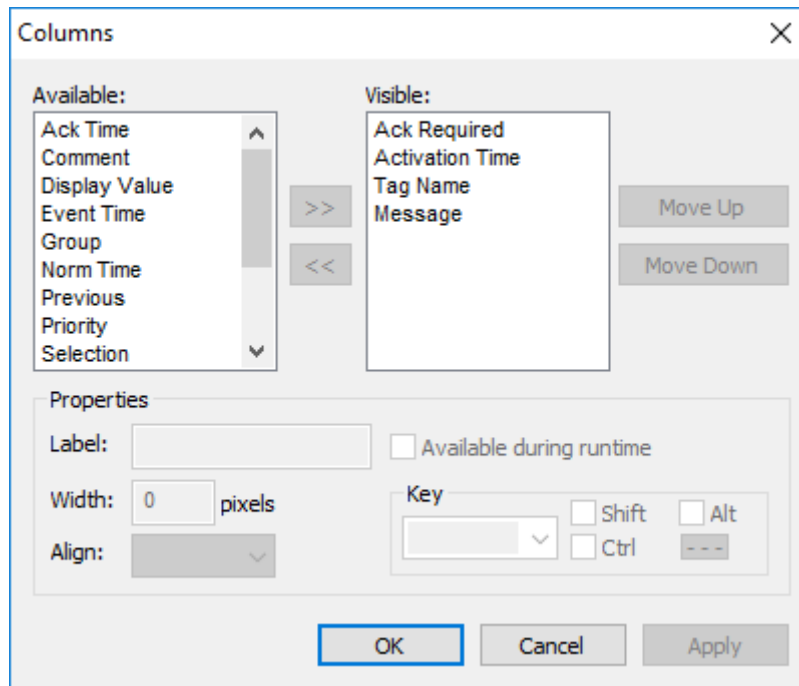 Columns
Available:
Visible:
Ack Time
Comment
Display Value
Event Time
Group
Norm Time
Previous
Priority
Selection
>>
<<
Ack Required
Activation Time
Tag Name
Message
Move Up
Move Down
Properties
Label:
Available during runtime
Width: 0 pixels
Align:
Key
Shift
Alt
Ctrl
- - -
OK
Cancel
Apply